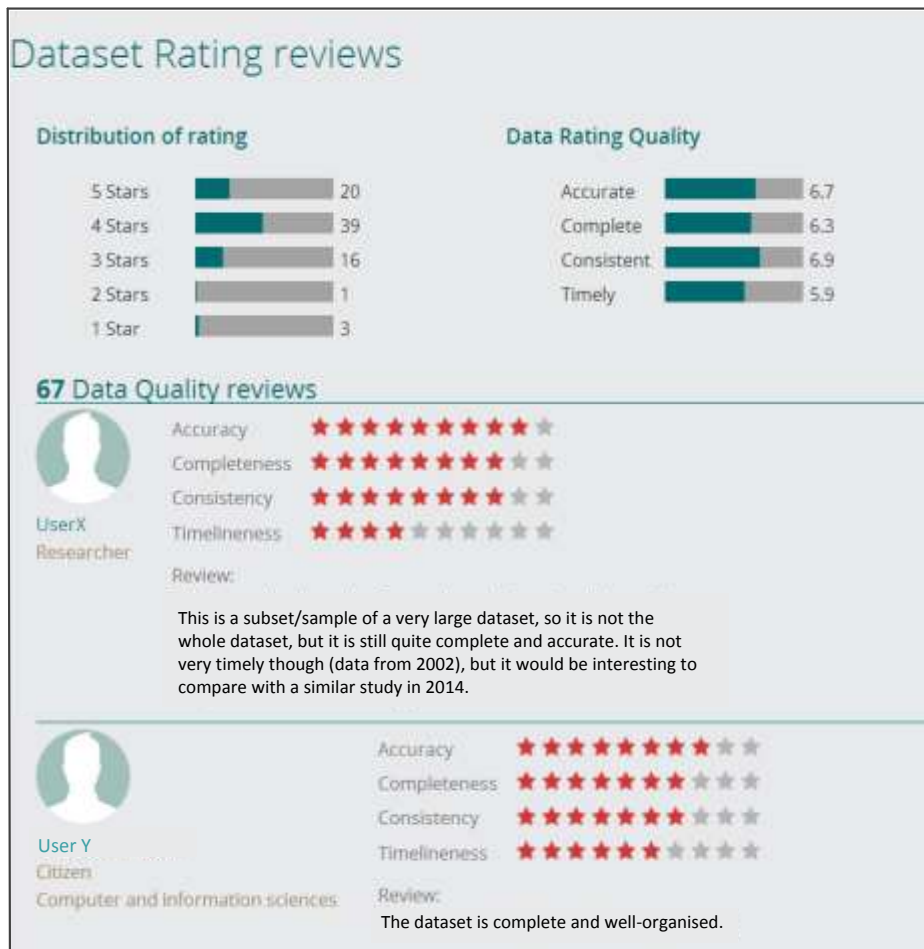 Dataset Rating reviews
Distribution of rating
5 Stars 20
4 Stars 39
3 Stars 16
2 Stars 1
1 Star 3
Data Rating Quality
Accurate 6.7
Complete 6.3
Consistent 6.9
Timely 5.9
67 Data Quality reviews
UserX
Researcher
Accuracy
Completeness
Consistency
Timelineness
Review:
This is a subset/sample of a very large dataset, so it is not the
whole dataset, but it is still quite complete and accurate. It is not
very timely though (data from 2002), but it would be interesting to
compare with a similar study in 2014.
User Y
Citizen
Computer and information sciences
Accuracy
Completeness
Consistency
Timelineness
Review:
The dataset is complete and well-organised.